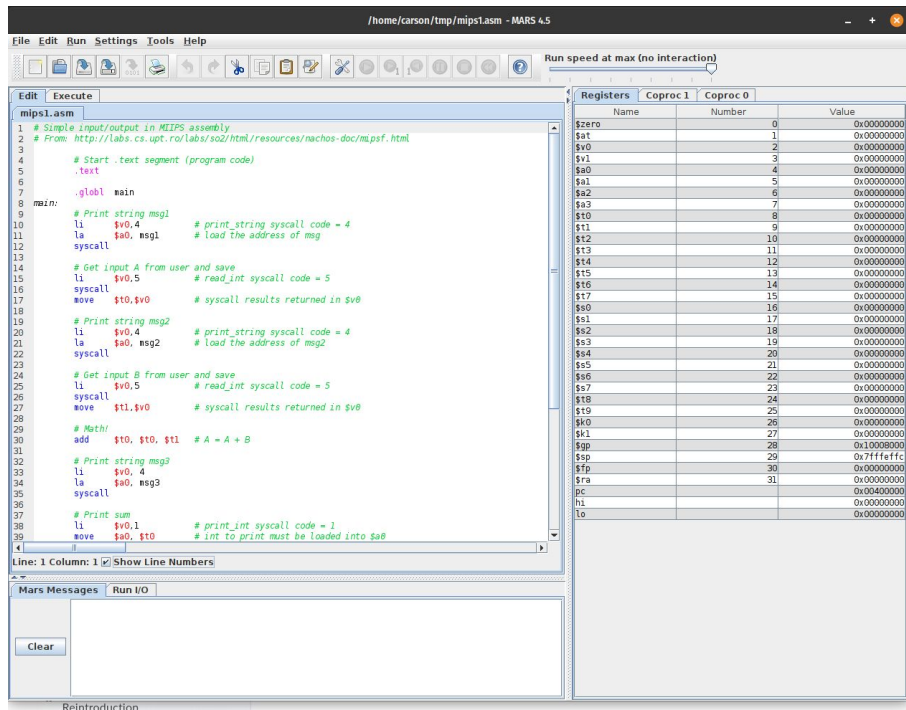 /home/carson/tmp/mips1.asm - MARS 4.5
File Edit Run Settings Tools Help
Run speed at max (no interaction)
Edit Execute
mips1.asm
1 # Simple input/output in MIIPS assembly
2 # From: http://labs.cs.upt.ro/labs/so2/html/resources/nachos-doc/mipsf.html
3
4 # Start .text segment (program code)
5 .text
6
7 .globl main
8 main:
9 # Print string msg1
10 li $v0,4 # print_string syscall code = 4
11 la $a0, msg1 # load the address of msg
12 syscall
13
14 # Get input A from user and save
15 li $v0,5 # read_int syscall code = 5
16 syscall
17 move $t0,$v0 # syscall results returned in $v0
18
19 # Print string msg2
20 li $v0,4 # print_string syscall code = 4
21 la $a0, msg2 # load the address of msg2
22 syscall
23
24 # Get input B from user and save
25 li $v0,5 # read_int syscall code = 5
26 syscall
27 move $t1,$v0 # syscall results returned in $v0
28
29 # Math!
30 add $t0, $t0, $t1 # A = A + B
31
32 # Print string msg3
33 li $v0, 4
34 la $a0, msg3
35 syscall
36
37 # Print sum
38 li $v0,1 # print_int syscall code = 1
39 move $a0, $t0 # int to print must be loaded into $a0
Line: 1 Column: 1 Show Line Numbers
Mars Messages Run I/O
Clear
Registers Coproc 1 Coproc 0
Name Number Value
$zero 0 0x00000000
$at 1 0x00000000
$v0 2 0x00000000
$v1 3 0x00000000
$a0 4 0x00000000
$a1 5 0x00000000
$a2 6 0x00000000
$a3 7 0x00000000
$t0 8 0x00000000
$t1 9 0x00000000
$t2 10 0x00000000
$t3 11 0x00000000
$t4 12 0x00000000
$t5 13 0x00000000
$t6 14 0x00000000
$t7 15 0x00000000
$s0 16 0x00000000
$s1 17 0x00000000
$s2 18 0x00000000
$s3 19 0x00000000
$s4 20 0x00000000
$s5 21 0x00000000
$s6 22 0x00000000
$s7 23 0x00000000
$t8 24 0x00000000
$t9 25 0x00000000
$k0 26 0x00000000
$k1 27 0x00000000
$gp 28 0x10008000
$sp 29 0x7fffeffc
$fp 30 0x00000000
$ra 31 0x00000000
pc 0x00400000
hi 0x00000000
lo 0x00000000
Reintroduction